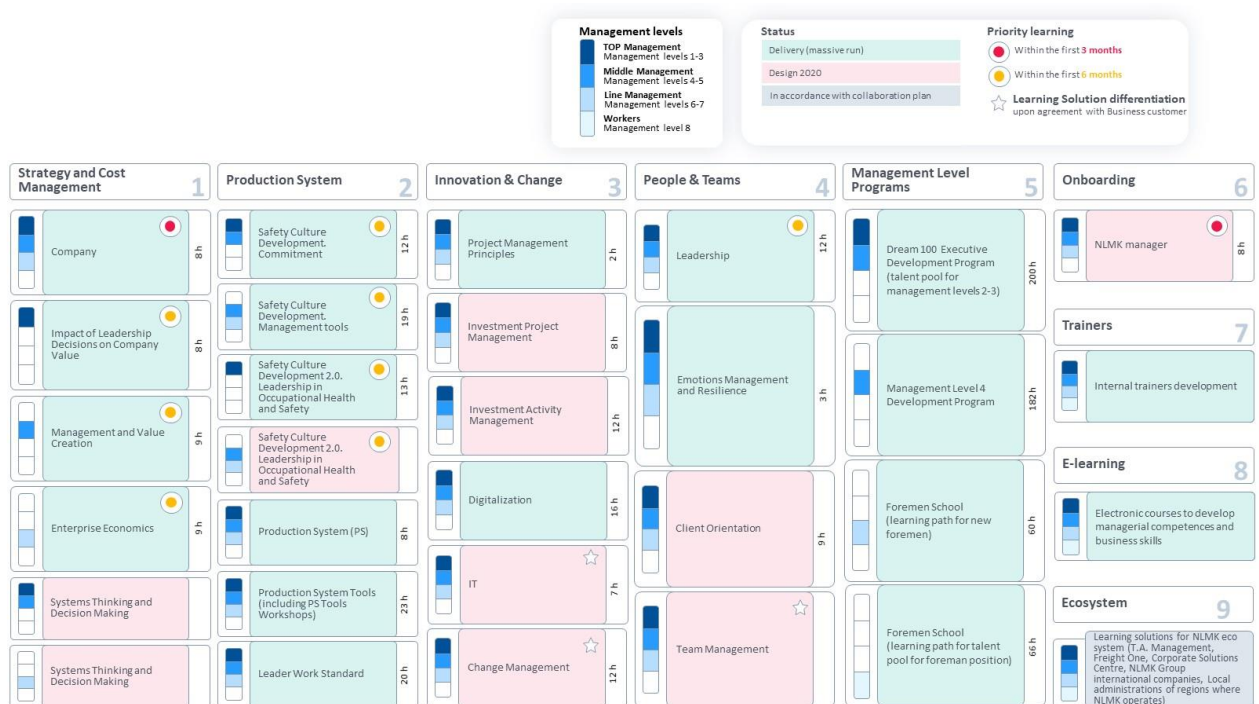 Management levels
TOP Management
Management levels 1-3
Middle Management
Management levels 4-5
Line Management
Management levels 6-7
Workers
Management level 8
Status
Delivery (massive run)
Design 2020
In accordance with collaboration plan
Priority learning
Within the first 3 months
Within the first 6 months
Learning Solution differentiation
upon agreement with Business customer
Strategy and Cost
Management
1
Company
8 h
Impact of Leadership
Decisions on Company
Value
8 h
Management and Value
Creation
9 h
Enterprise Economics
9 h
Systems Thinking and
Decision Making
Systems Thinking and
Decision Making
Production System
2
Safety Culture
Development.
Commitment
12 h
Safety Culture
Development.
Management tools
19 h
Safety Culture
Development 2.0.
Leadership in
Occupational Health
and Safety
13 h
Safety Culture
Development 2.0.
Leadership in
Occupational Health
and Safety
Production System (PS)
8 h
Production System Tools
(including PS Tools
Workshops)
23 h
Leader Work Standard
20 h
Innovation & Change
3
Project Management
Principles
2 h
Investment Project
Management
8 h
Investment Activity
Management
12 h
Digitalization
16 h
IT
7 h
Change Management
12 h
People & Teams
4
Leadership
12 h
Emotions Management
and Resilience
3 h
Client Orientation
9 h
Team Management
Management Level
Programs
5
Dream 100 Executive
Development Program
(talent pool for
management levels 2-3)
200 h
Management Level 4
Development Program
182 h
Foremen School
(learning path for new
foremen)
60 h
Foremen School
(learning path for talent
pool for foreman position)
66 h
Onboarding
6
NLMK manager
8 h
Trainers
7
Internal trainers development
E-learning
8
Electronic courses to develop
managerial competences and
business skills
Ecosystem
9
Learning solutions for NLMK eco
system (T.A. Management,
Freight One, Corporate Solutions
Centre, NLMK Group
international companies, Local
administrations of regions where
NLMK operates)